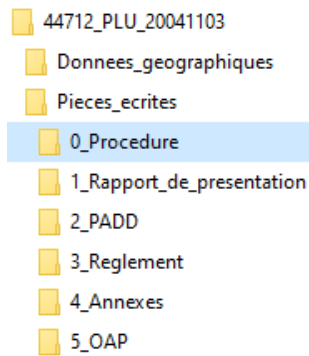 44712_PLU_20041103
Donnees_geographiques
Pieces_ecrites
0_Procedure
1_Rapport_de_presentation
2_PADD
3_Reglement
4_Annexes
5_OAP